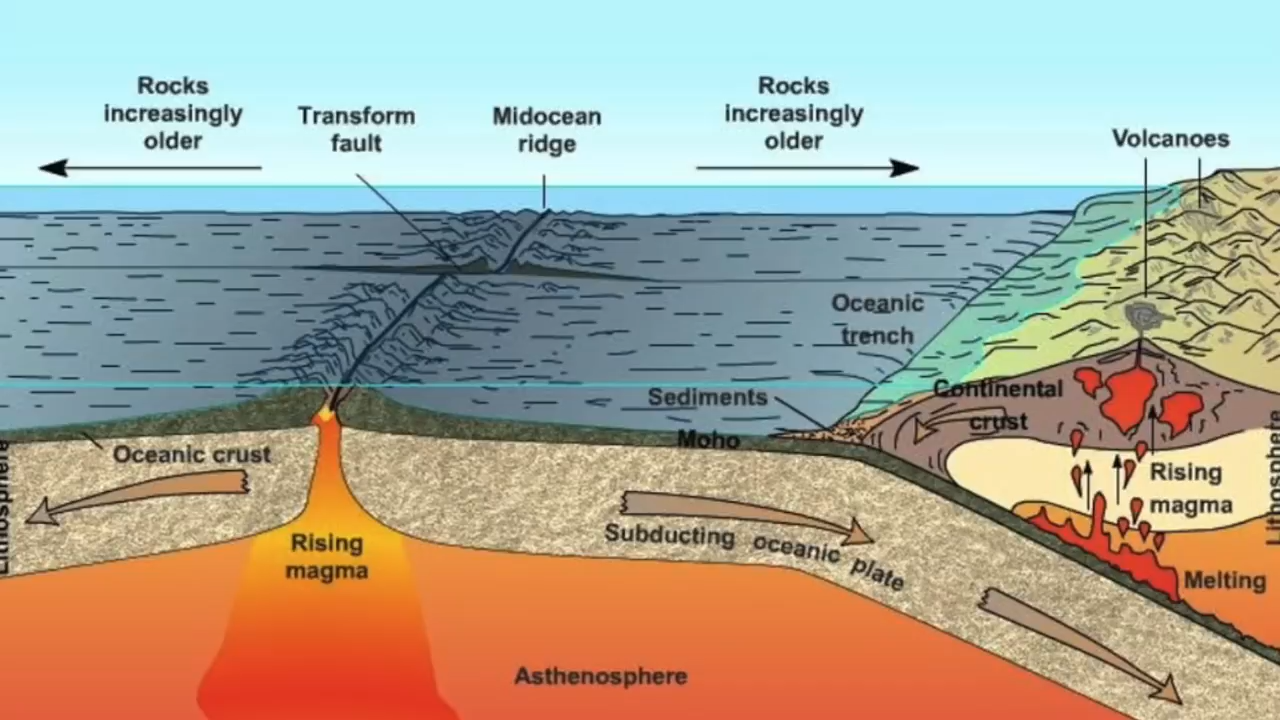 Rocks
increasingly
older
Transform
fault
Midocean
ridge
Rocks
increasingly
older
Volcanoes
Oceanic
trench
Sediments
Continental
crust
Moho
Oceanic crust
Lithosphere
Rising
magma
Subducting oceanic plate
Rising
magma
Melting
Lithosphere
Asthenosphere